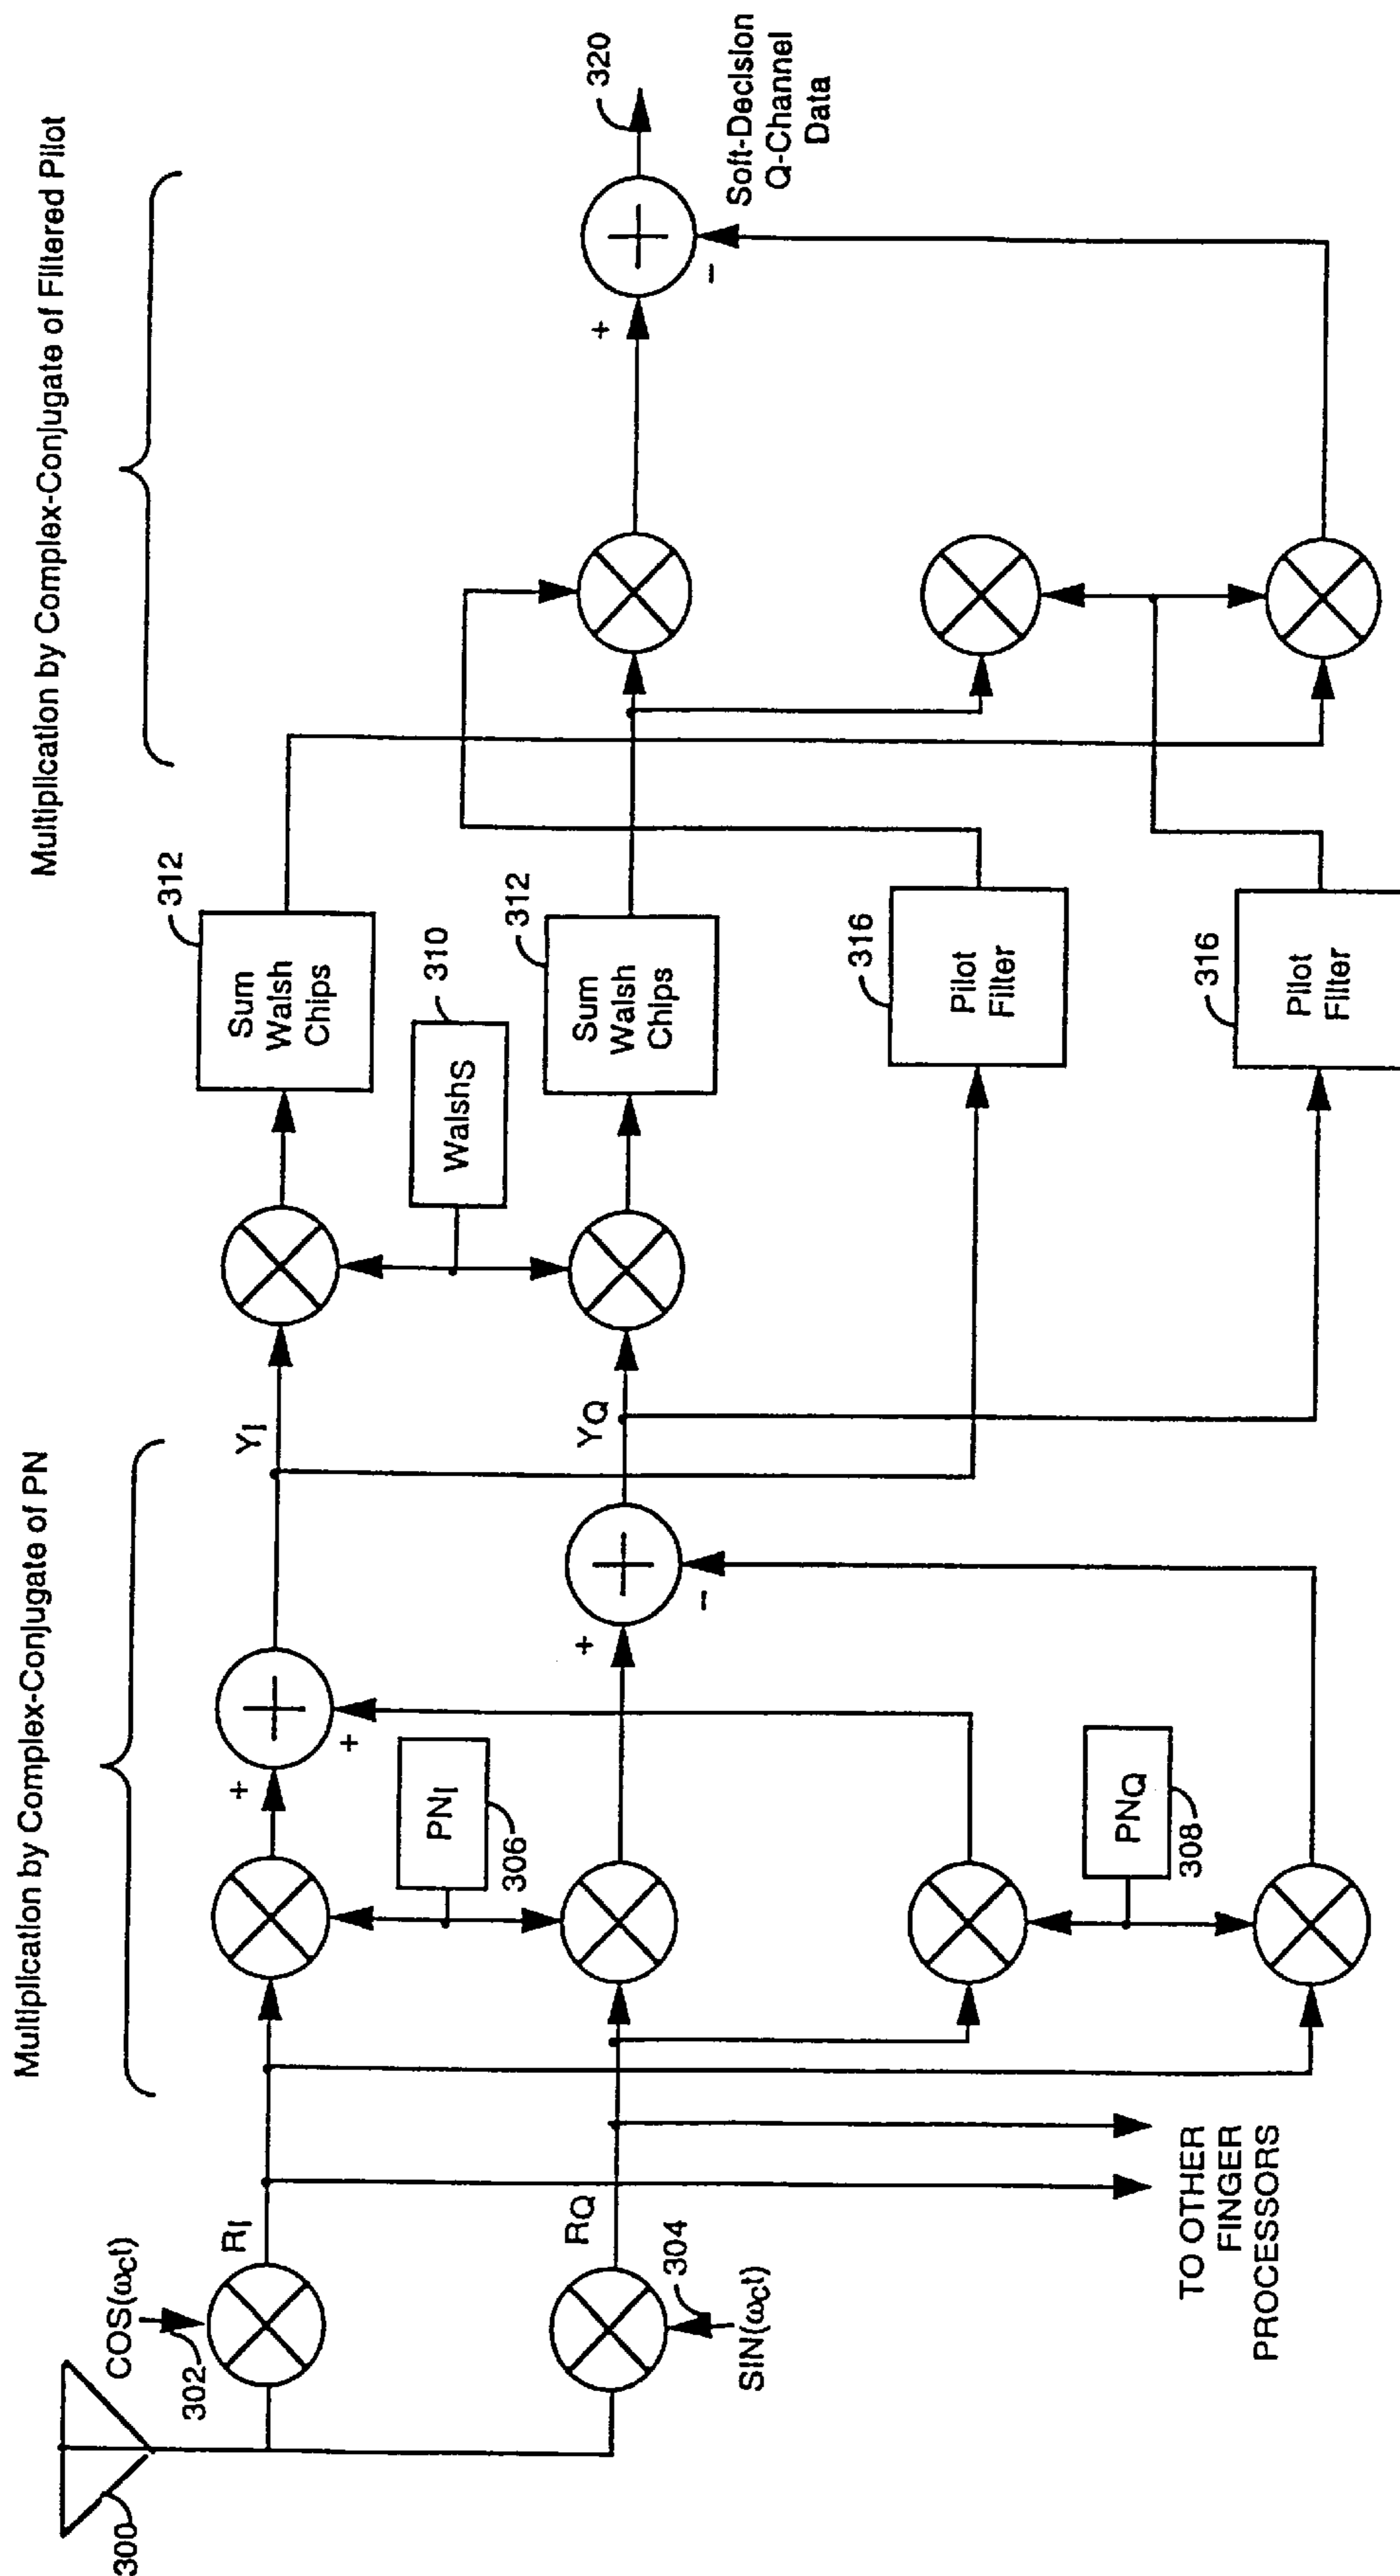 Multiplication by Complex-Conjugate of PN
Multiplication by Complex-Conjugate of Filtered Pilot
300
COS(ωct)
302
RI
RQ
304
SIN(ωct)
TO OTHER
FINGER
PROCESSORS
PNI
306
PNQ
308
+
+
+
-
YI
YQ
WalshS
310
Sum
Walsh
Chips
312
Sum
Walsh
Chips
312
Pilot
Filter
316
Pilot
Filter
316
+
-
320
Soft-Decision
Q-Channel
Data